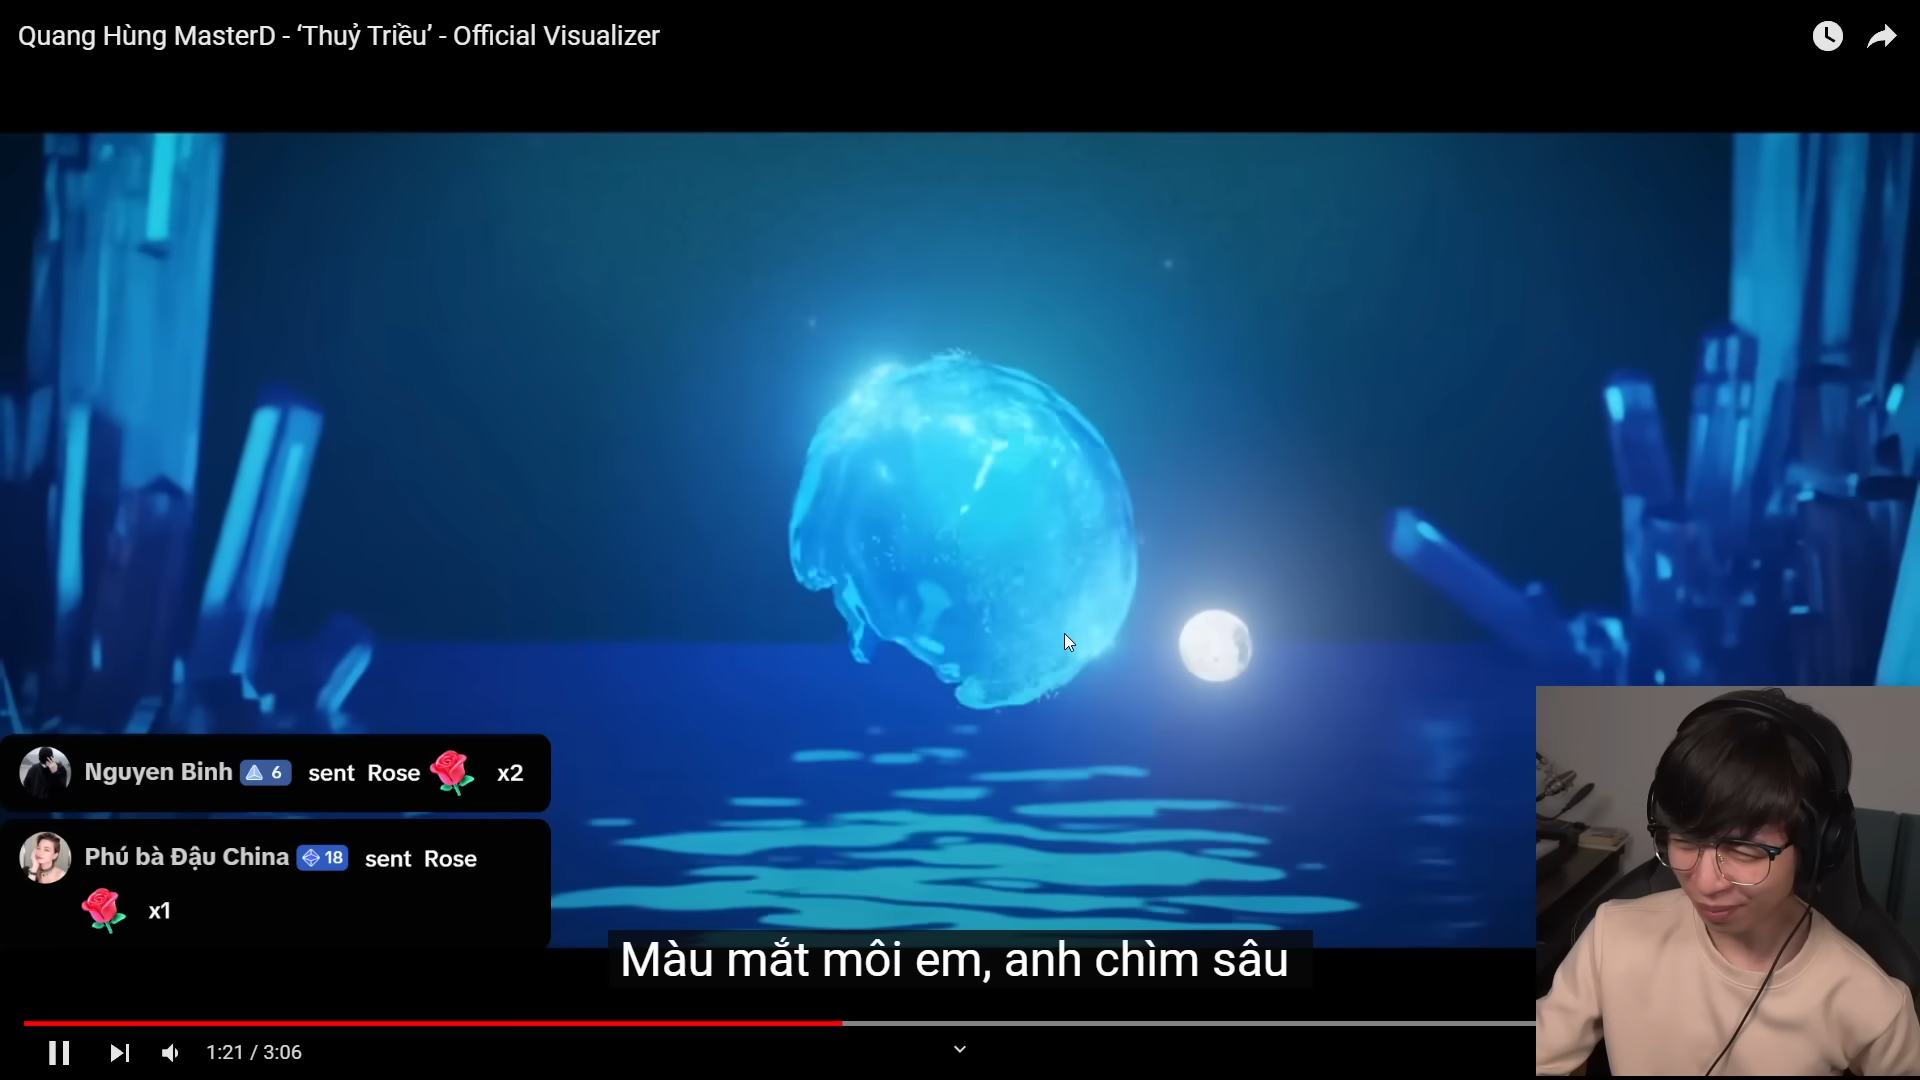 Quang Hùng MasterD - ‘Thuỷ Triều’ - Official Visualizer
Nguyen Binh 6 sent Rose x2
Phú bà Đậu China 18 sent Rose
x1
Màu mắt môi em, anh chìm sâu
1:21 / 3:06